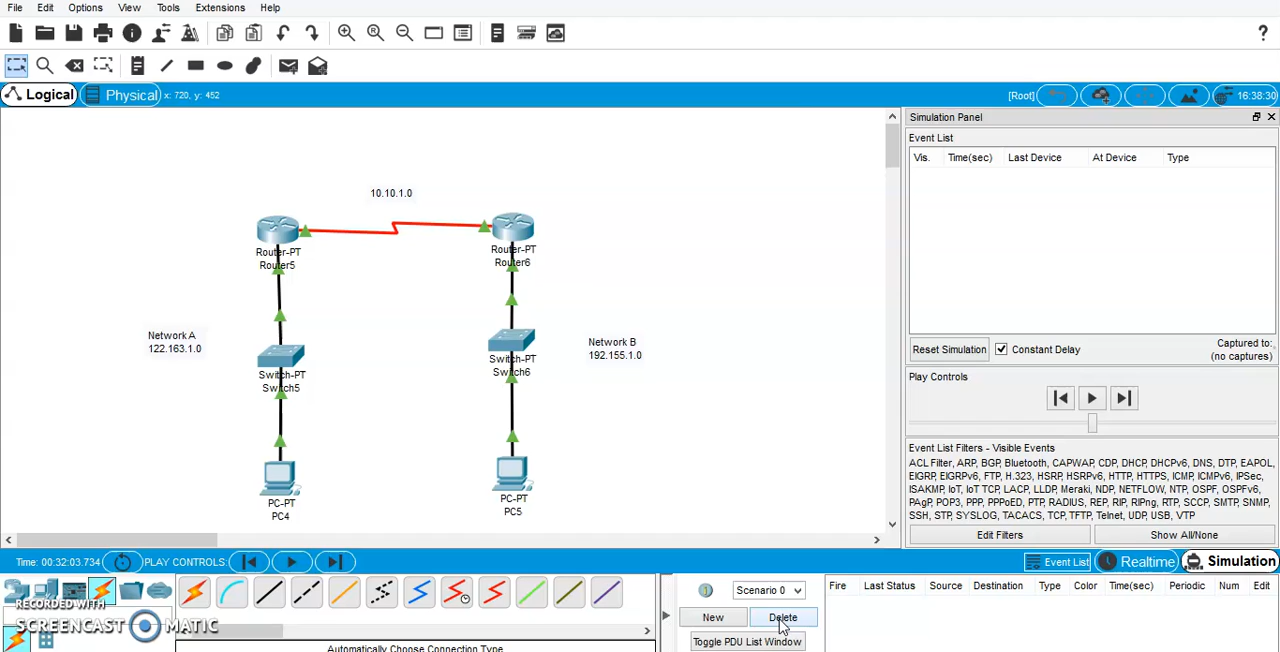 File Edit Options View Tools Extensions Help
?
Logical Physical x: 720, y: 452 [Root] 16:38:30
Simulation Panel
Event List
Vis. Time(sec) Last Device At Device Type
10.10.1.0
Router-PT
Router5
Router-PT
Router6
Network A
122.163.1.0
Network B
192.155.1.0
Switch-PT
Switch5
Switch-PT
Switch6
PC-PT
PC4
PC-PT
PC5
Reset Simulation Constant Delay Captured to:
(no captures)
Play Controls
Event List Filters - Visible Events
ACL Filter, ARP, BGP, Bluetooth, CAPWAP, CDP, DHCP, DHCPv6, DNS, DTP, EAPOL,
EIGRP, EIGRPv6, FTP, H.323, HSRP, HSRPv6, HTTP, HTTPS, ICMP, ICMPv6, IPSec,
ISAKMP, IoT, IoT TCP, LACP, LLDP, Meraki, NDP, NETFLOW, NTP, OSPF, OSPFv6,
PAgP, POP3, PPP, PPPoED, PTP, RADIUS, REP, RIP, RIPng, RTP, SCCP, SMTP, SNMP,
SSH, STP, SYSLOG, TACACS, TCP, TFTP, Telnet, UDP, USB, VTP
Edit Filters Show All/None
Time: 00:32:03.734 PLAY CONTROLS: Event List Realtime Simulation
Scenario 0
New Delete
Toggle PDU List Window
Fire Last Status Source Destination Type Color Time(sec) Periodic Num Edit
RECORDED WITH
SCREENCAST MATIC
Automatically Choose Connection Type